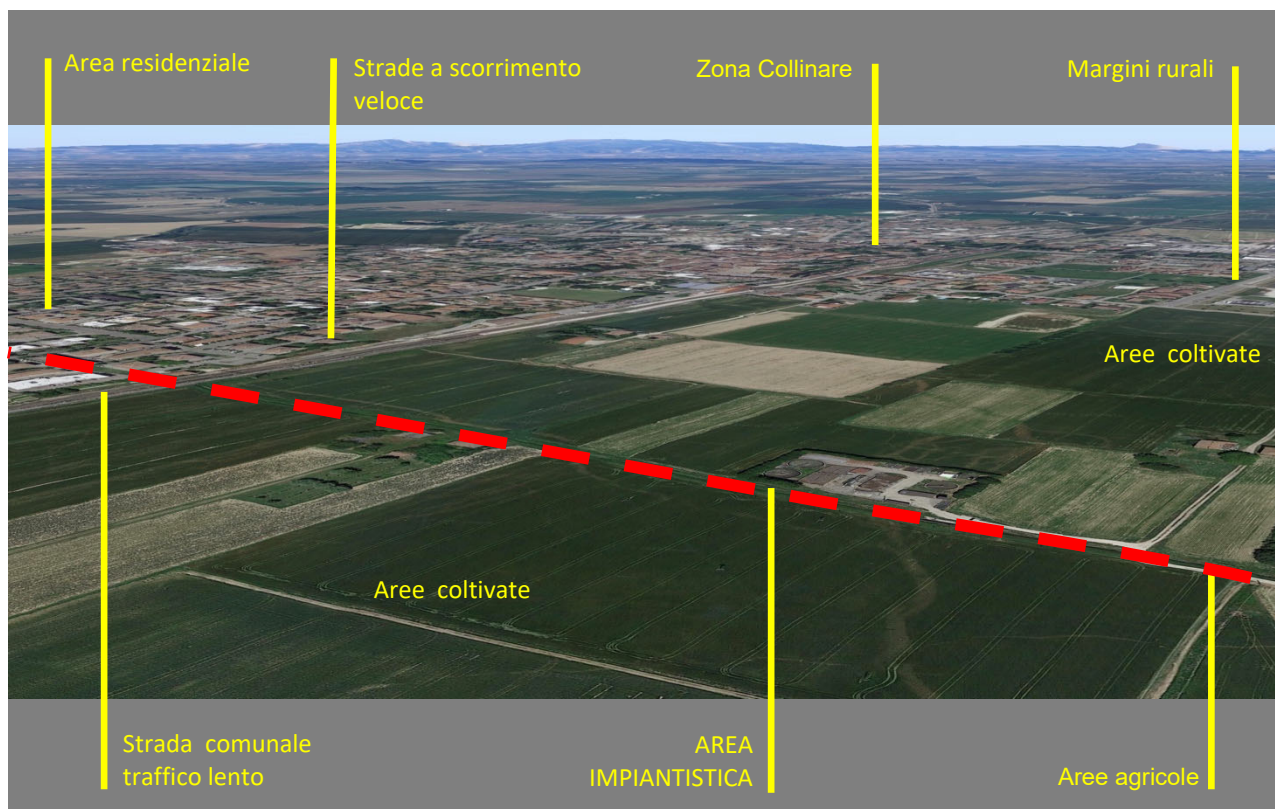 Area residenziale
Strade a scorrimento
veloce
Zona Collinare
Margini rurali
Aree  coltivate
Aree  coltivate
Strada  comunale
traffico lento
AREA
IMPIANTISTICA
Aree agricole